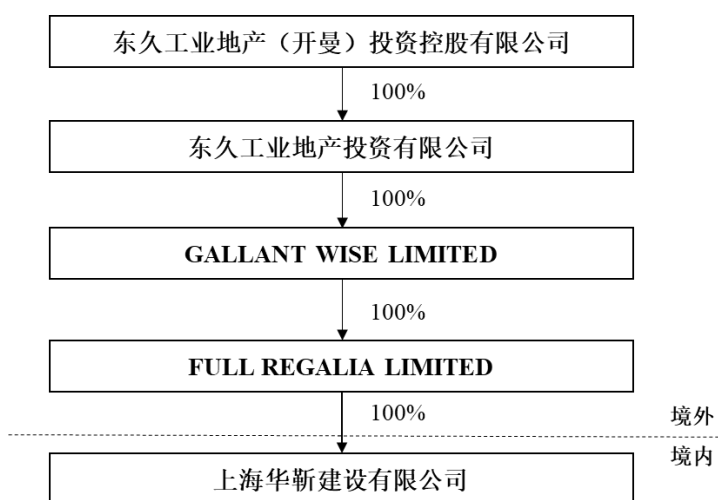 东久工业地产（开曼）投资控股有限公司
100%
东久工业地产投资有限公司
100%
GALLANT WISE LIMITED
100%
FULL REGALIA LIMITED
100%
境外
境内
上海华靳建设有限公司